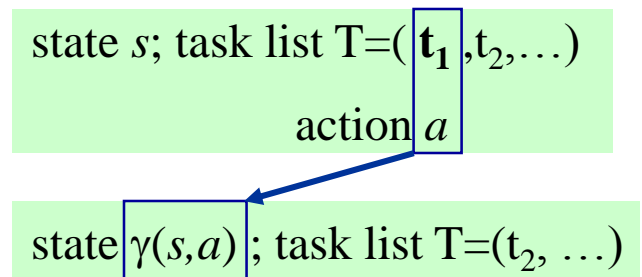 state s; task list T=( t₁ ,t₂,…)
action a
state γ(s,a) ; task list T=(t₂, …)